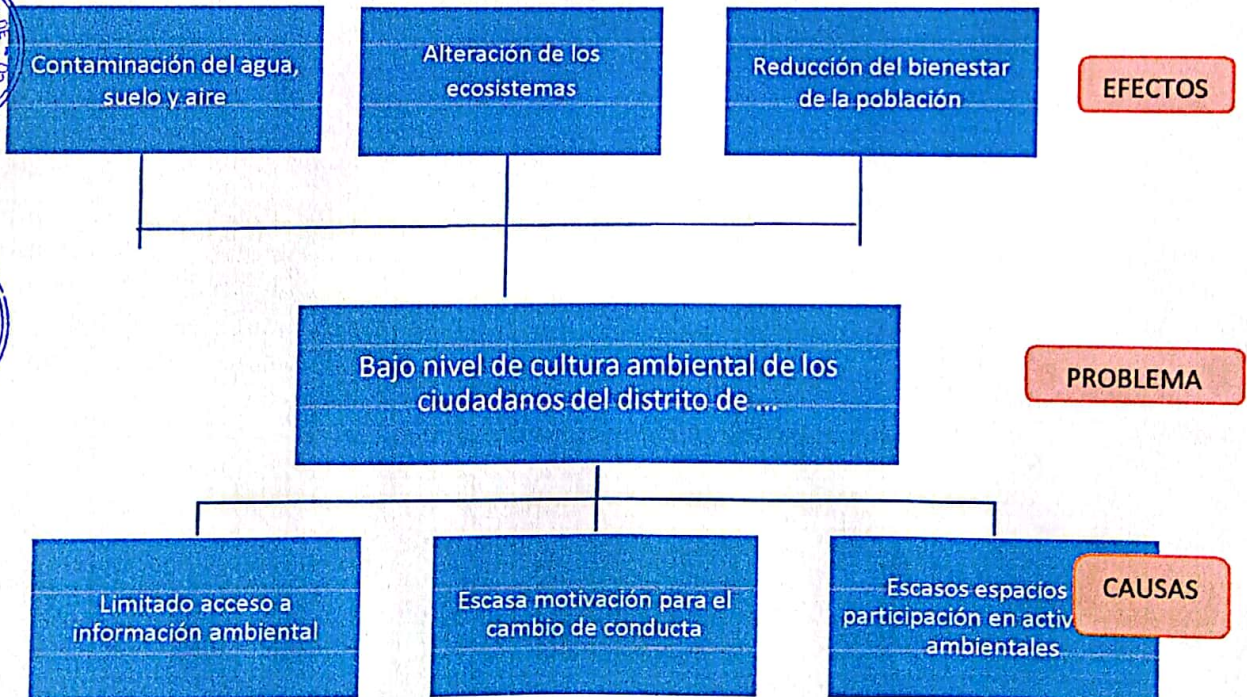 Contaminación del agua,
suelo y aire
Alteración de los
ecosistemas
Reducción del bienestar
de la población
EFECTOS
Bajo nivel de cultura ambiental de los
ciudadanos del distrito de ...
PROBLEMA
Limitado acceso a
información ambiental
Escasa motivación para el
cambio de conducta
Escasos espacios
participación en
ambientales
CAUSAS